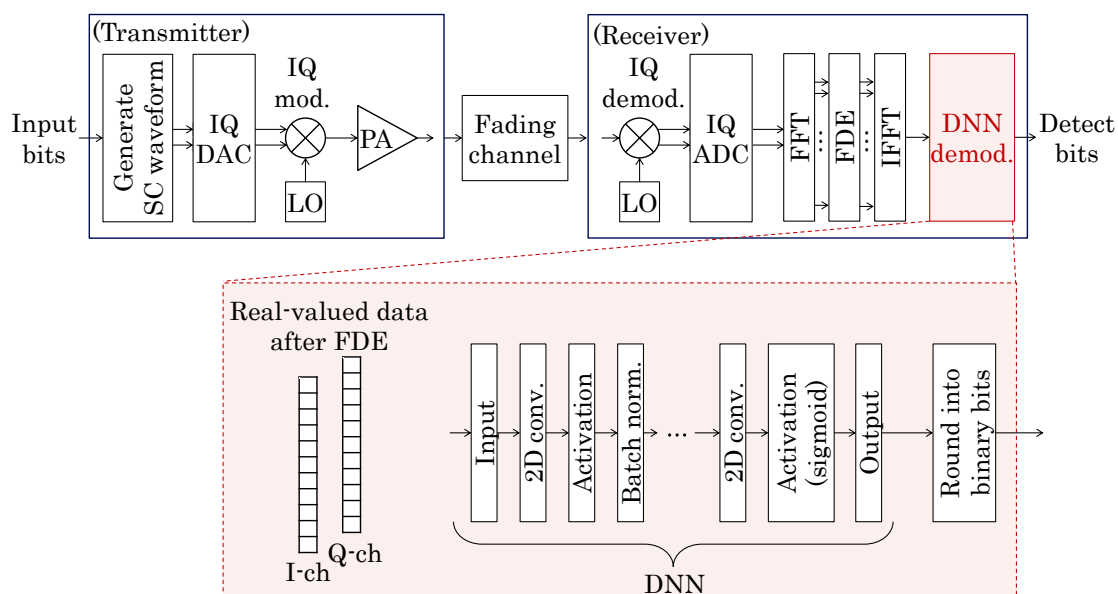 (Transmitter)
Input
bits
Generate
SC waveform
IQ
DAC
IQ
mod.
LO
PA
Fading
channel
(Receiver)
IQ
demod.
LO
IQ
ADC
FFT
...
FDE
...
IFFT
DNN
demod.
Detect
bits
Real-valued data
after FDE
I-ch
Q-ch
Input
2D conv.
Activation
Batch norm.
...
2D conv.
Activation
(sigmoid)
Output
Round into
binary bits
DNN